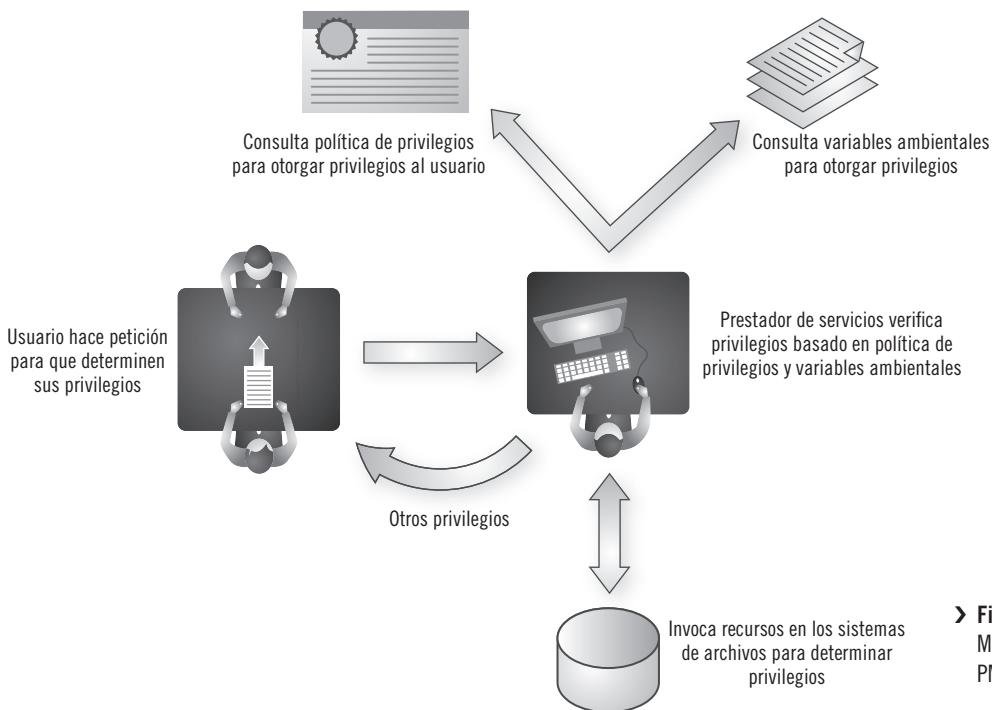 Consulta política de privilegios
para otorgar privilegios al usuario
Consulta variables ambientales
para otorgar privilegios
Usuario hace petición
para que determinen
sus privilegios
Prestador de servicios verifica
privilegios basado en política de
privilegios y variables ambientales
Otros privilegios
Invoca recursos en los sistemas
de archivos para determinar
privilegios